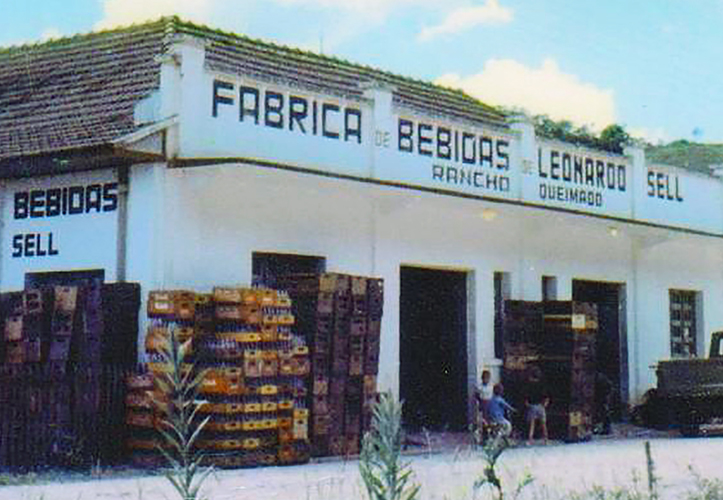 FABRICA DE BEBIDAS DE LEONARDO SELL
RANCHO QUEIMADO
BEBIDAS
SELL